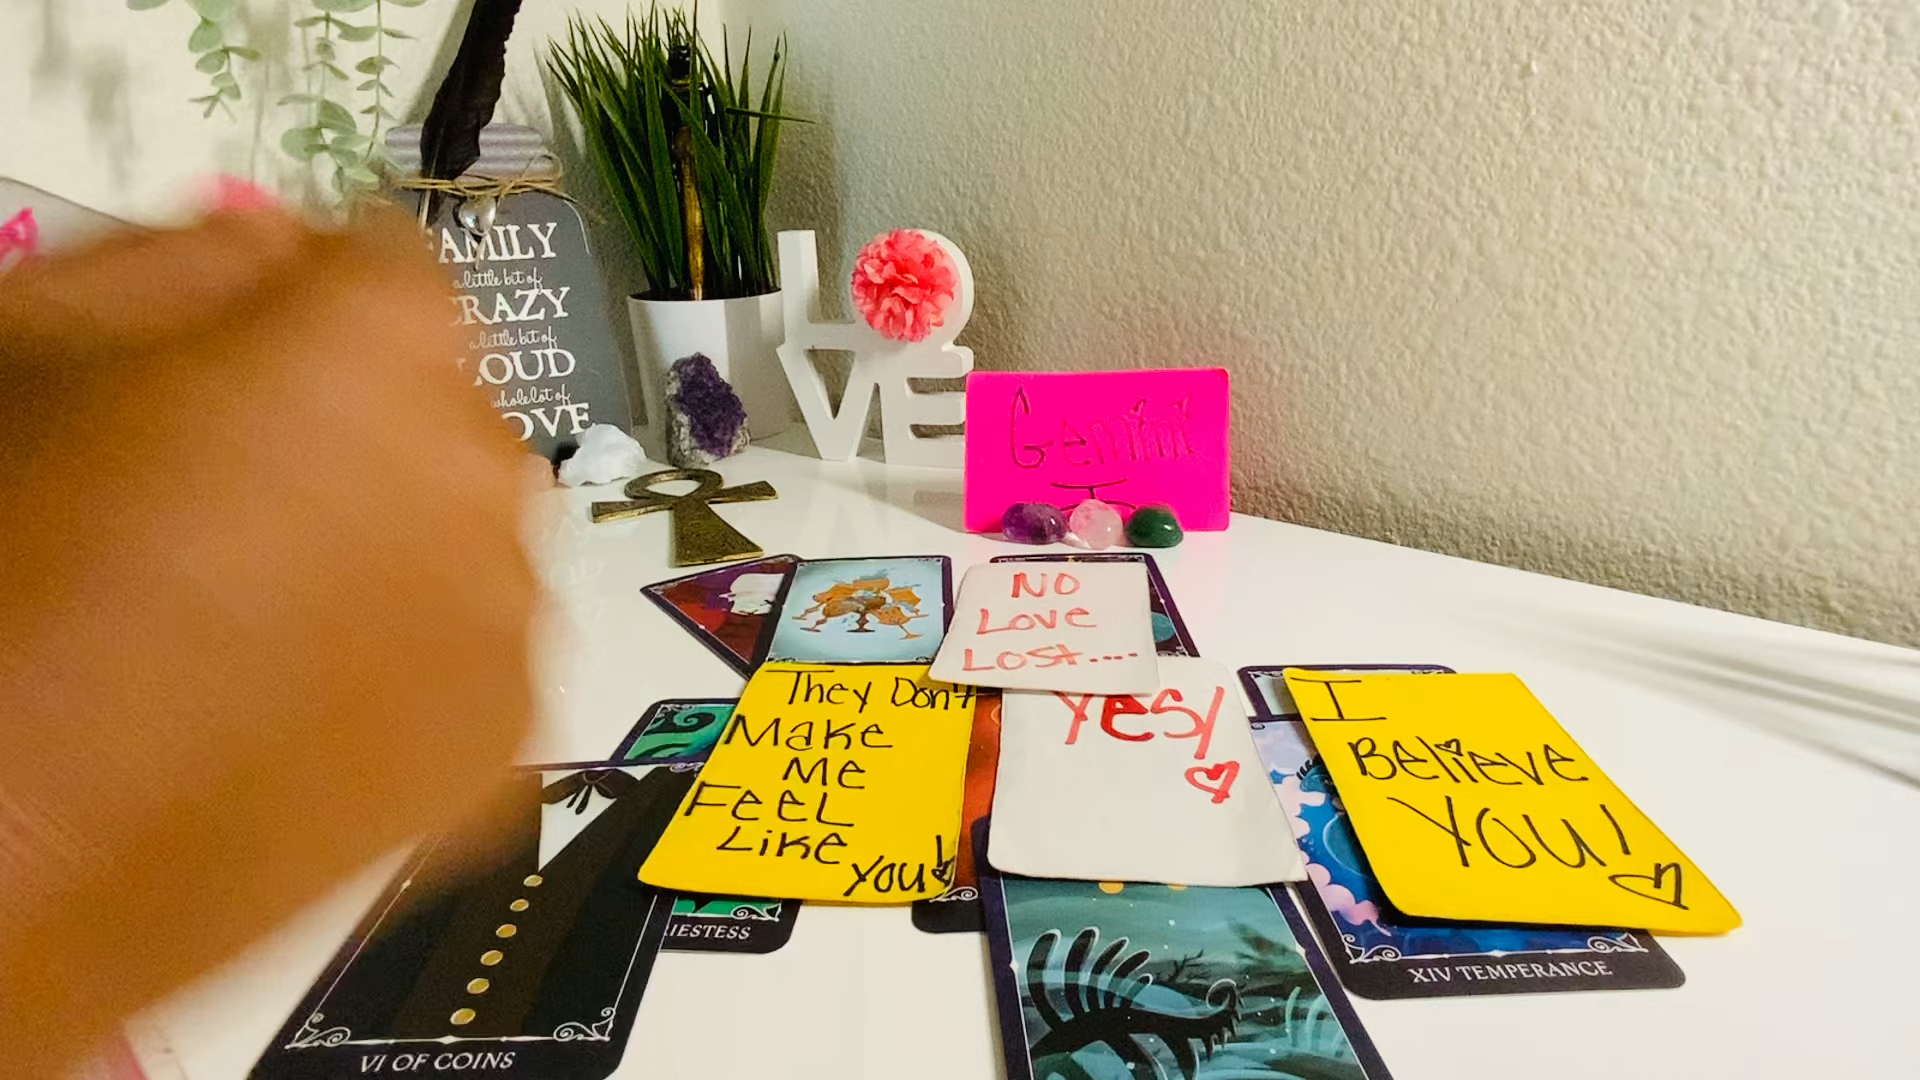 FAMILY
a little bit of
CRAZY
a little bit of
LOUD
whole lot of
LOVE
LOVE
Gemini
NO
LOVE
LOST....
They Don't
Make
Me
Feel
Like
You!
YES!
I
Believe
You!
IESTESS
XIV TEMPERANCE
VI OF COINS